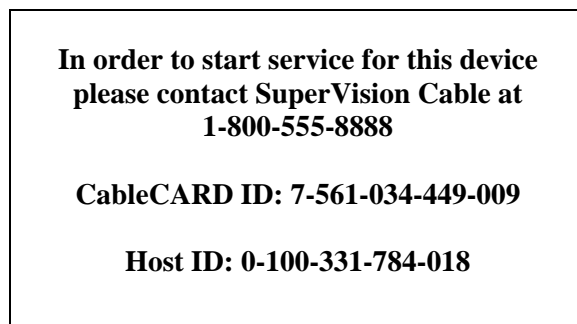 In order to start service for this device
please contact SuperVision Cable at
1-800-555-8888
CableCARD ID: 7-561-034-449-009
Host ID: 0-100-331-784-018